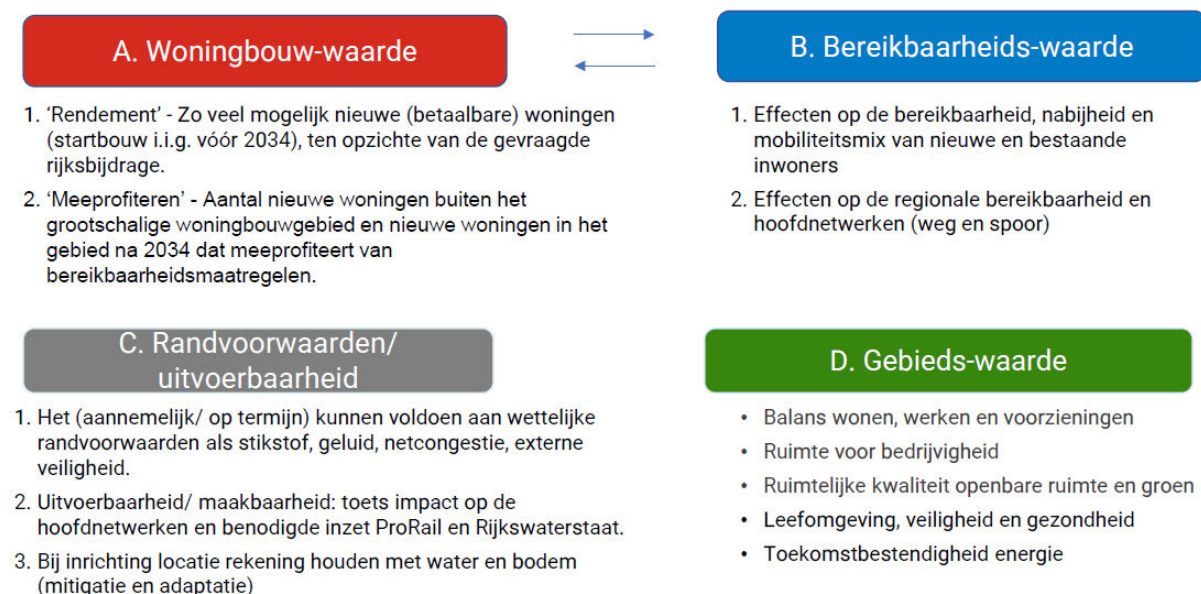 A. Woningbouw-waarde
1. ‘Rendement’ - Zo veel mogelijk nieuwe (betaalbare) woningen
(startbouw i.i.g. vóór 2034), ten opzichte van de gevraagde
rijksbijdrage.
2. ‘Meeprofiteren’ - Aantal nieuwe woningen buiten het
grootschalige woningbouwgebied en nieuwe woningen in het
gebied na 2034 dat meeprofiteert van
bereikbaarheidsmaatregelen.
B. Bereikbaarheids-waarde
1. Effecten op de bereikbaarheid, nabijheid en
mobiliteitsmix van nieuwe en bestaande
inwoners
2. Effecten op de regionale bereikbaarheid en
hoofdnetwerken (weg en spoor)
C. Randvoorwaarden/
uitvoerbaarheid
1. Het (aannemelijk/ op termijn) kunnen voldoen aan wettelijke
randvoorwaarden als stikstof, geluid, netcongestie, externe
veiligheid.
2. Uitvoerbaarheid/ maakbaarheid: toets impact op de
hoofdnetwerken en benodigde inzet ProRail en Rijkswaterstaat.
3. Bij inrichting locatie rekening houden met water en bodem
(mitigatie en adaptatie)
D. Gebieds-waarde
• Balans wonen, werken en voorzieningen
• Ruimte voor bedrijvigheid
• Ruimtelijke kwaliteit openbare ruimte en groen
• Leefomgeving, veiligheid en gezondheid
• Toekomstbestendigheid energie